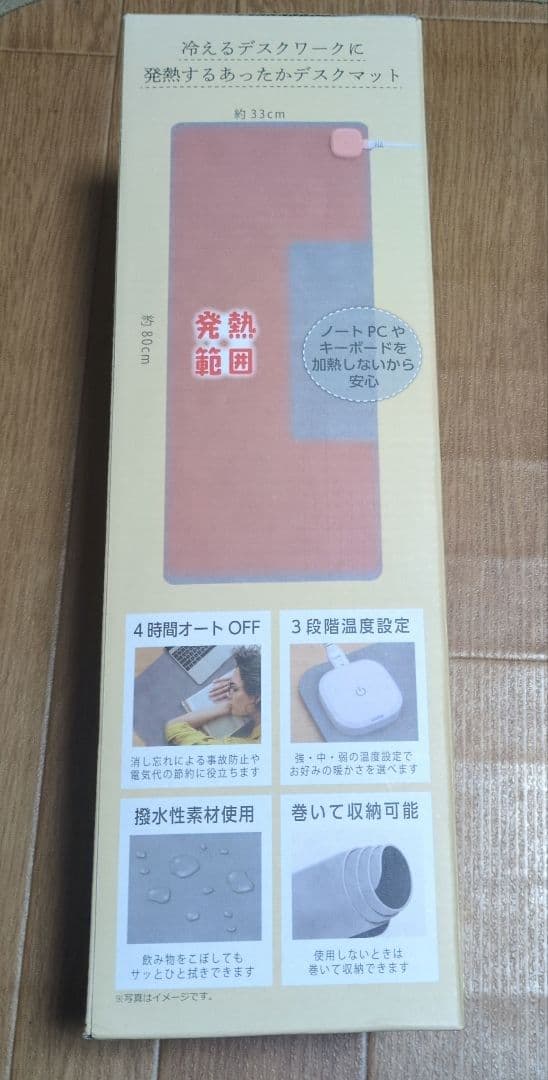 冷えるデスクワークに
発熱するあったかデスクマット
約33cm
約80cm
発熱
範囲
ノートPCや
キーボードを
加熱しないから
安心
4時間オートOFF
消し忘れによる事故防止や
電気代の節約に役立ちます
3段階温度設定
強・中・弱の温度設定で
お好みの暖かさを選べます
撥水性素材使用
飲み物をこぼしても
サッとひと拭きできます
巻いて収納可能
使用しないときは
巻いて収納できます
※写真はイメージです。